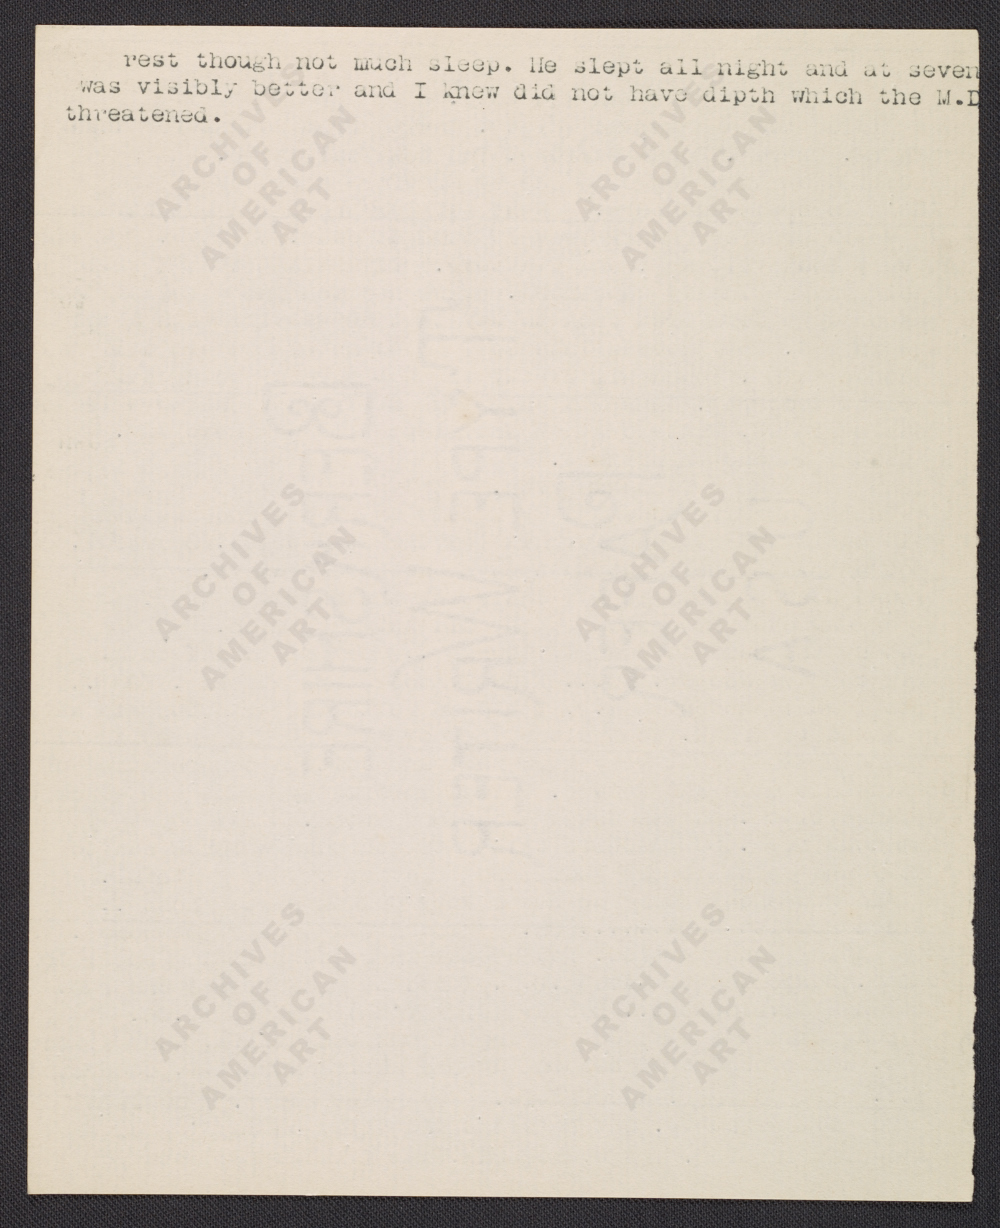 rest though not much sleep. He slept all night and at seven
was visibly better and I knew did not have dipth which the M.D
threatened.
ARCHIVES
OF
AMERICAN
ART
ARCHIVES
OF
AMERICAN
ART
ARCHIVES
OF
AMERICAN
ART
ARCHIVES
OF
AMERICAN
ART
ARCHIVES
OF
AMERICAN
ART
ARCHIVES
OF
AMERICAN
ART